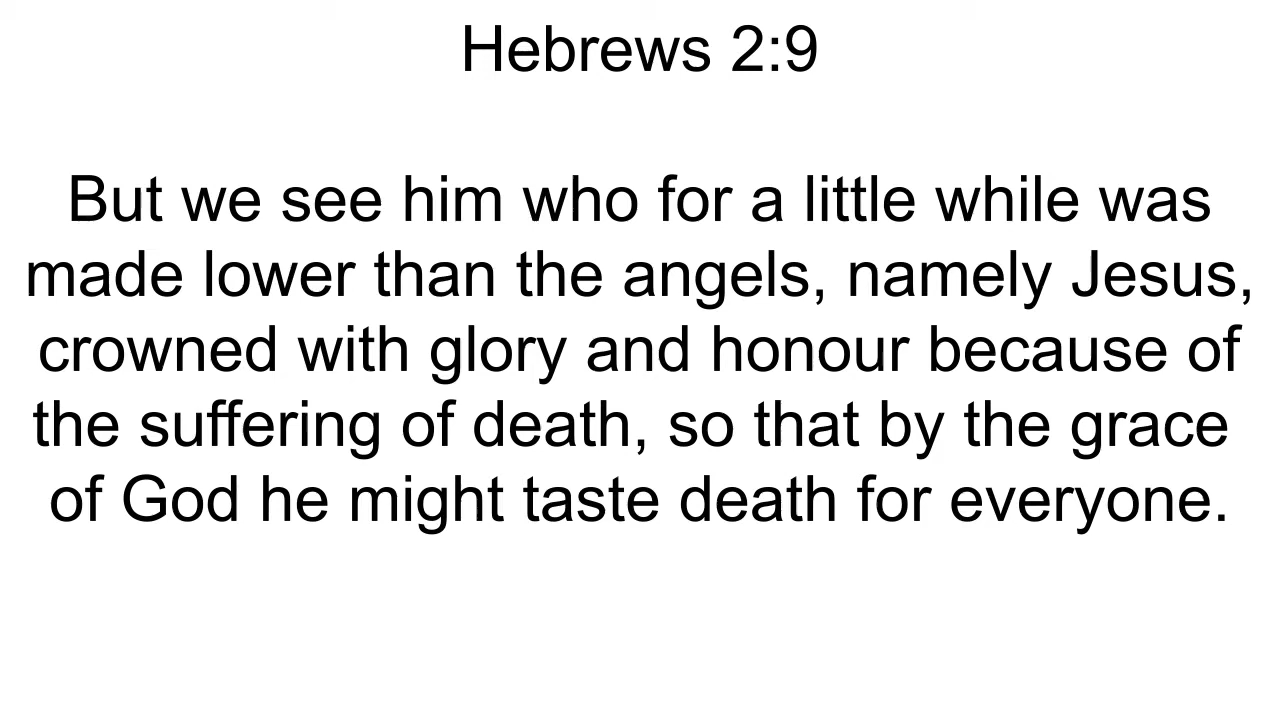 Hebrews 2:9
But we see him who for a little while was
made lower than the angels, namely Jesus,
crowned with glory and honour because of
the suffering of death, so that by the grace
of God he might taste death for everyone.